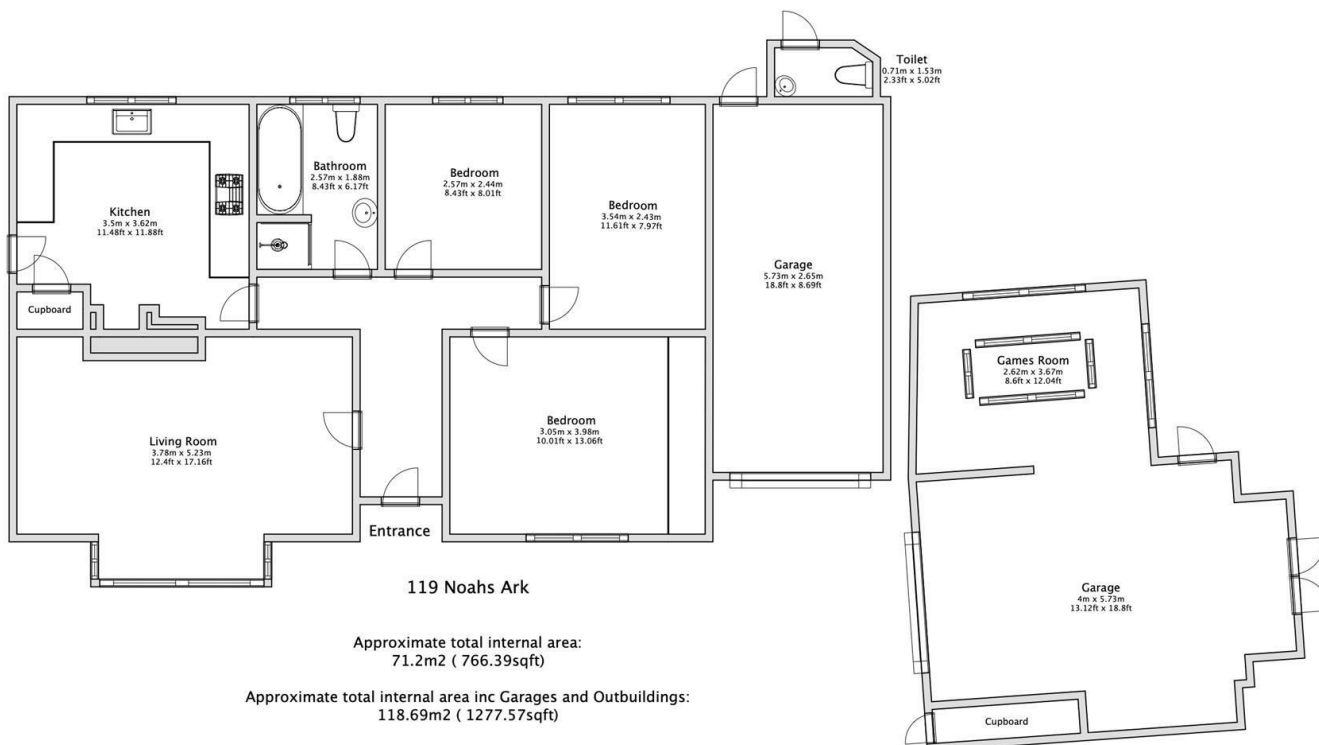 Toilet
0.71m x 1.53m
2.33ft x 5.02ft
Bathroom
2.57m x 1.88m
8.43ft x 6.17ft
Bedroom
2.57m x 2.44m
8.43ft x 8.01ft
Kitchen
3.5m x 3.62m
11.48ft x 11.88ft
Bedroom
3.54m x 2.43m
11.61ft x 7.97ft
Garage
5.73m x 2.65m
18.8ft x 8.69ft
Cupboard
Games Room
2.62m x 3.67m
8.6ft x 12.04ft
Living Room
3.78m x 5.23m
12.4ft x 17.16ft
Bedroom
3.05m x 3.98m
10.01ft x 13.06ft
Entrance
Garage
4m x 5.73m
13.12ft x 18.8ft
Cupboard
119 Noahs Ark
Approximate total internal area:
71.2m2 ( 766.39sqft)
Approximate total internal area inc Garages and Outbuildings:
118.69m2 ( 1277.57sqft)